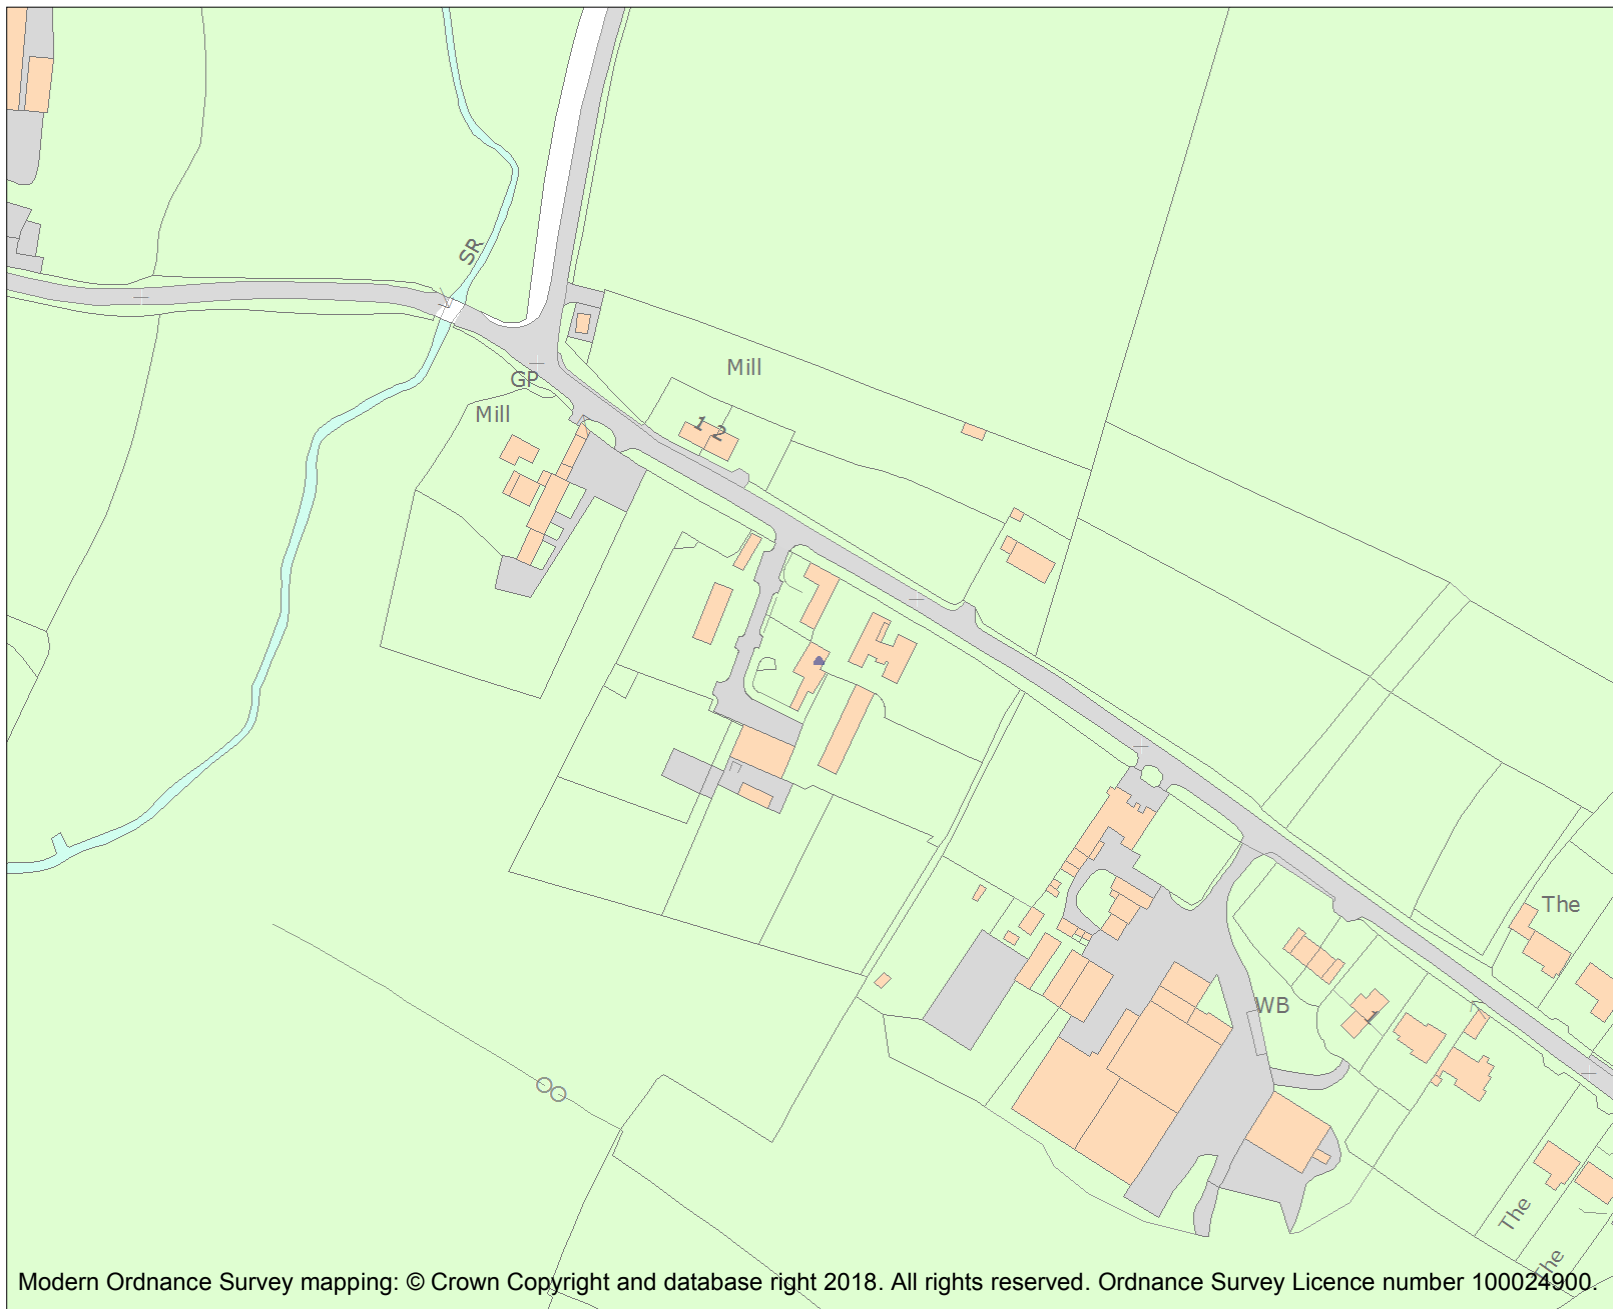 SR
Mill
GP
Mill
1 2
The
WB
1
The
The
Modern Ordnance Survey mapping: © Crown Copyright and database right 2018. All rights reserved. Ordnance Survey Licence number 100024900.